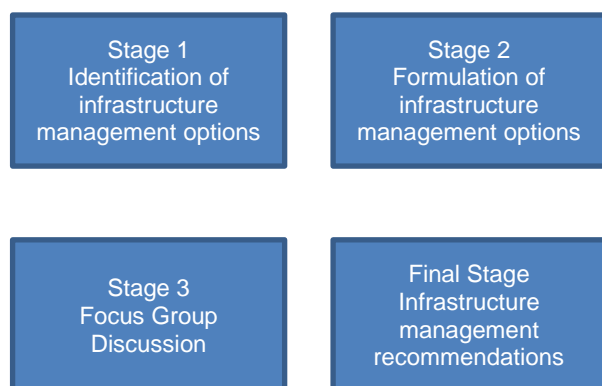 Stage 1
Identification of
infrastructure
management options
Stage 2
Formulation of
infrastructure
management options
Stage 3
Focus Group
Discussion
Final Stage
Infrastructure
management
recommendations